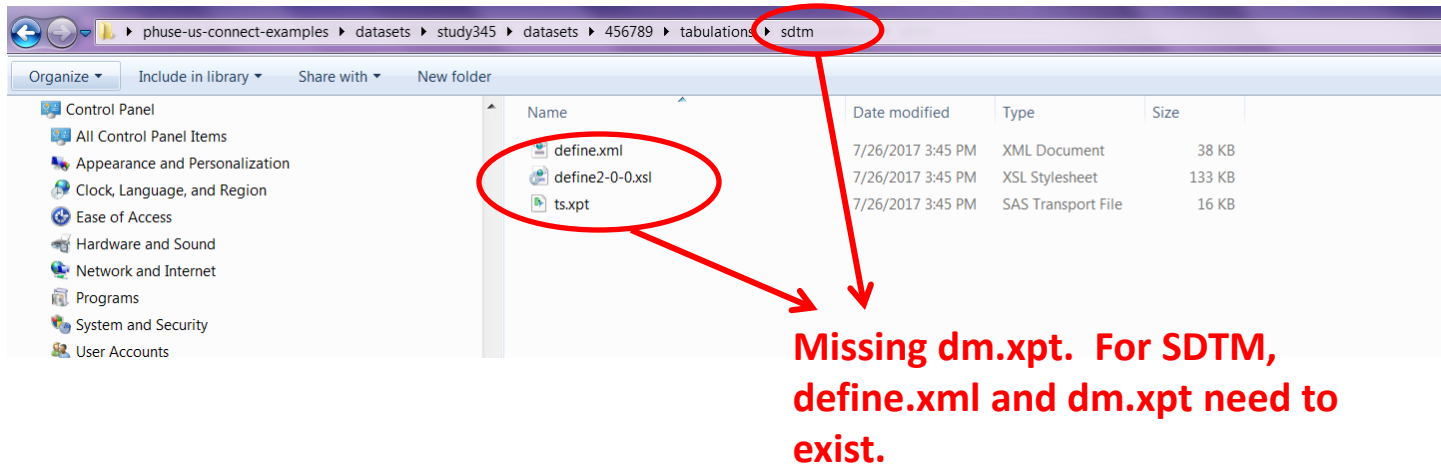 phuse-us-connect-examples ▸ datasets ▸ study345 ▸ datasets ▸ 456789 ▸ tabulations ▸ sdtm
Organize Include in library Share with New folder
Control Panel
All Control Panel Items
Appearance and Personalization
Clock, Language, and Region
Ease of Access
Hardware and Sound
Network and Internet
Programs
System and Security
User Accounts
Name Date modified Type Size
define.xml 7/26/2017 3:45 PM XML Document 38 KB
define2-0-0.xsl 7/26/2017 3:45 PM XSL Stylesheet 133 KB
ts.xpt 7/26/2017 3:45 PM SAS Transport File 16 KB
Missing dm.xpt. For SDTM,
define.xml and dm.xpt need to
exist.